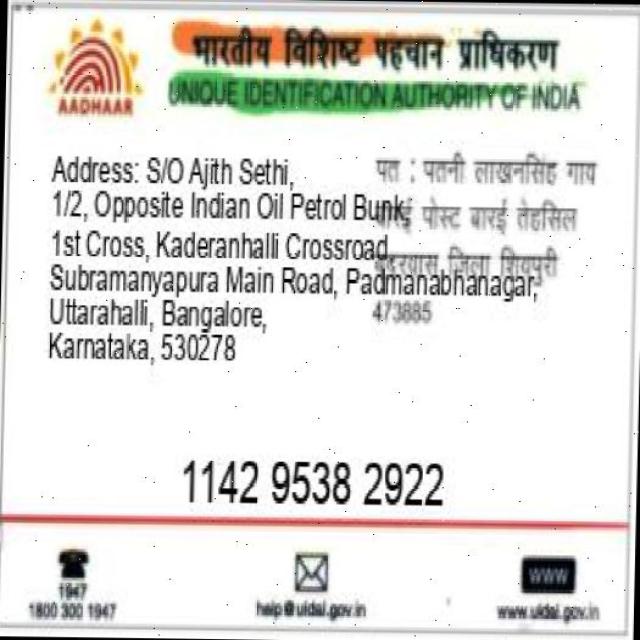 भारतीय विशिष्ट पहचान प्राधिकरण
AADHAAR
UNIQUE IDENTIFICATION AUTHORITY OF INDIA
Address: S/O Ajith Sethi,
1/2, Opposite Indian Oil Petrol Bunk,
1st Cross, Kaderanhalli Crossroad
Subramanyapura Main Road, Padmanabhanagar,
Uttarahalli, Bangalore,
Karnataka, 530278
पत : पतनी लाखनसिंह गाय
पोस्ट बारई तेहसिल
जिला शिवपुरी
473885
1142 9538 2922
1947
1800 300 1947
help@uidai.gov.in
www
www.uidai.gov.in